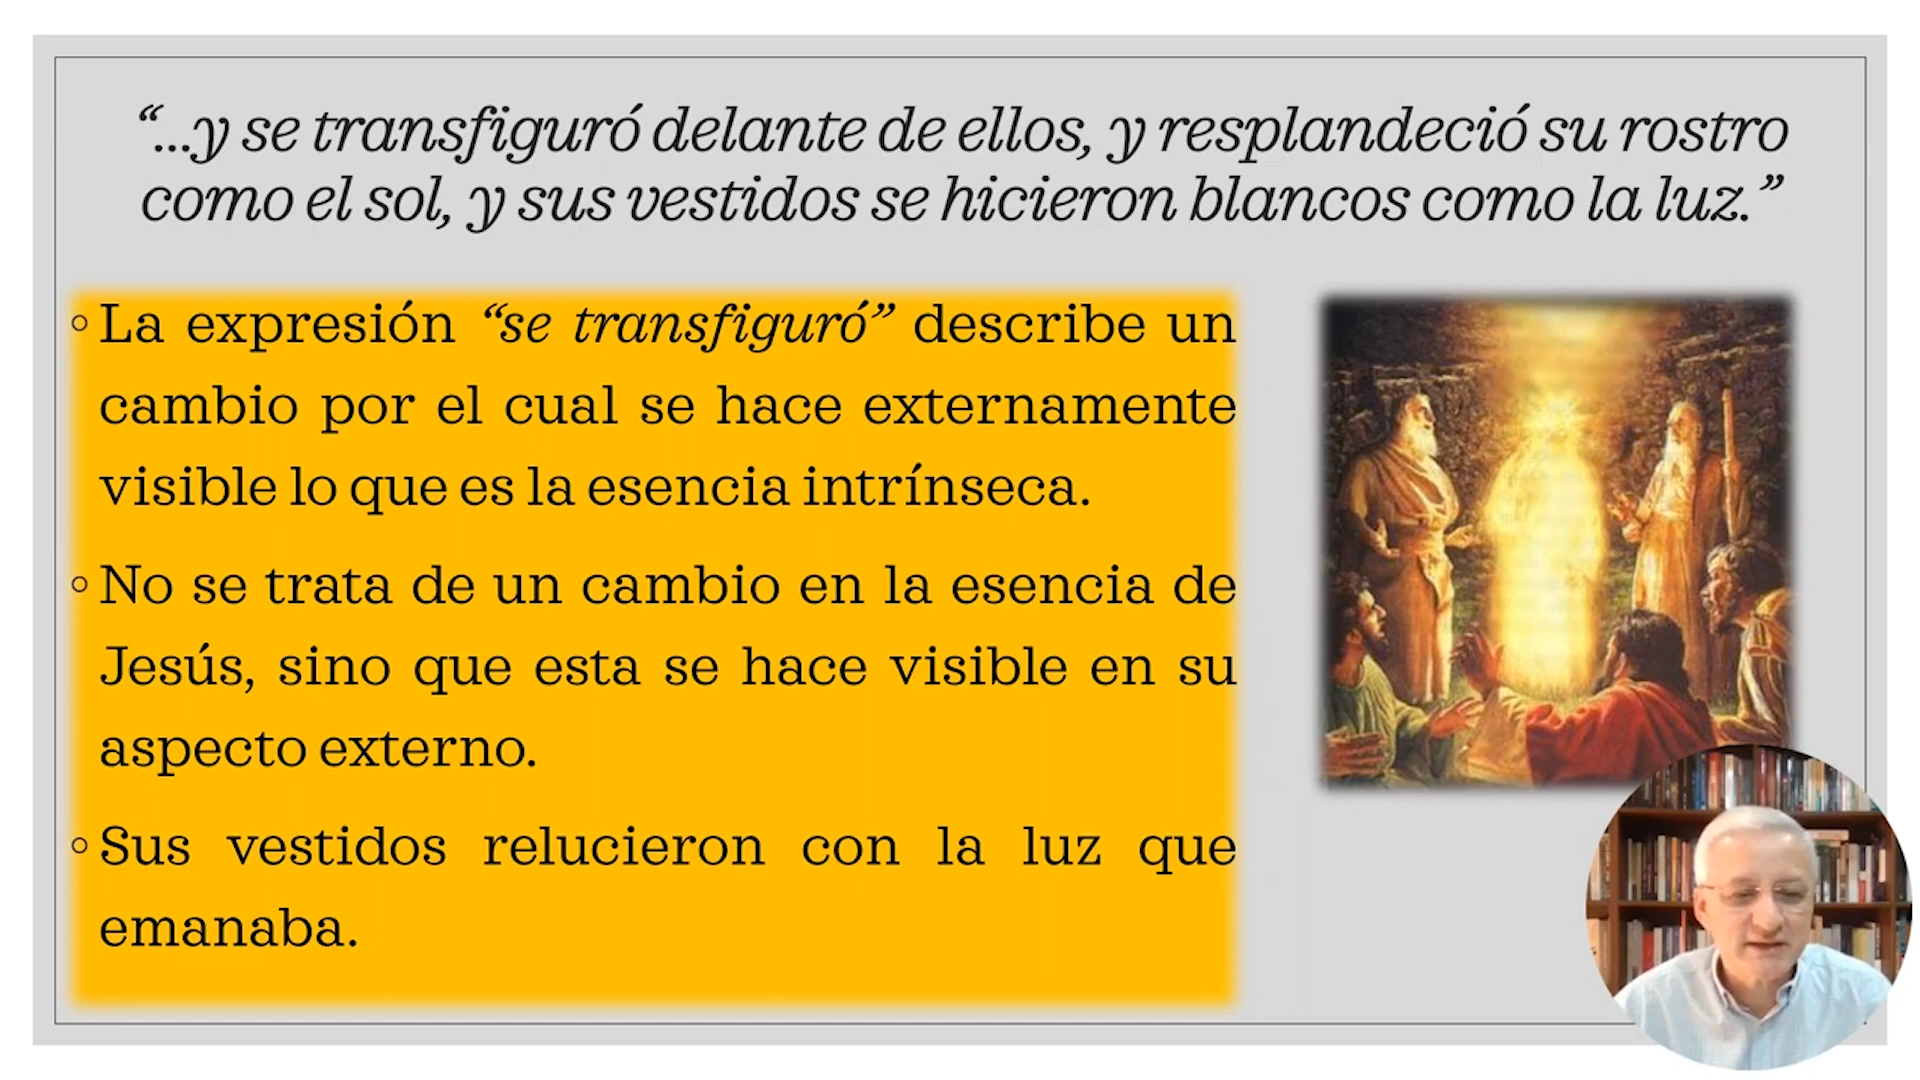 “…y se transfiguró delante de ellos, y resplandeció su rostro
como el sol, y sus vestidos se hicieron blancos como la luz.”
◦ La expresión “se transfiguró” describe un
cambio por el cual se hace externamente
visible lo que es la esencia intrínseca.
◦ No se trata de un cambio en la esencia de
Jesús, sino que esta se hace visible en su
aspecto externo.
◦ Sus vestidos relucieron con la luz que
emanaba.